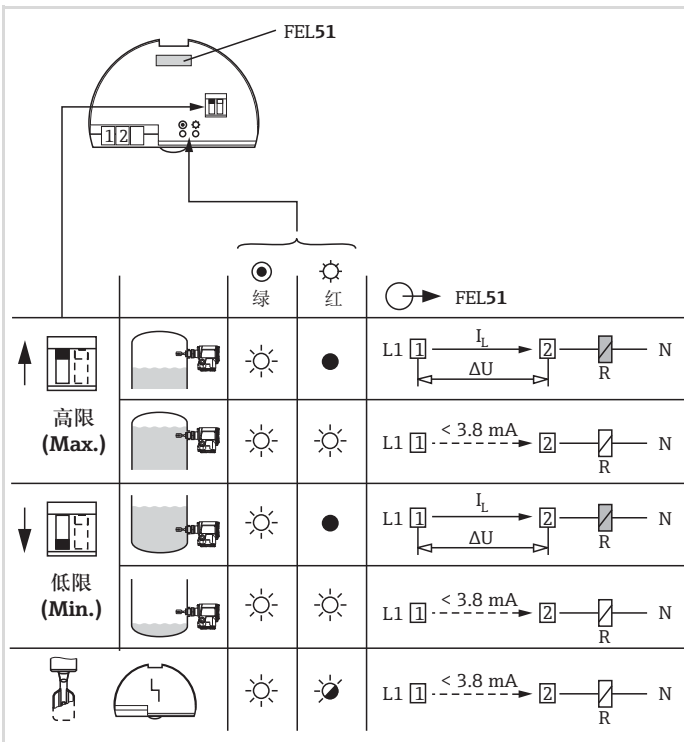 FEL51
1 2
绿 红 FEL51
高限
(Max.)
L1 1 I_L 2 N
ΔU R
L1 1 < 3.8 mA 2 N
R
低限
(Min.)
L1 1 I_L 2 N
ΔU R
L1 1 < 3.8 mA 2 N
R
L1 1 < 3.8 mA 2 N
R